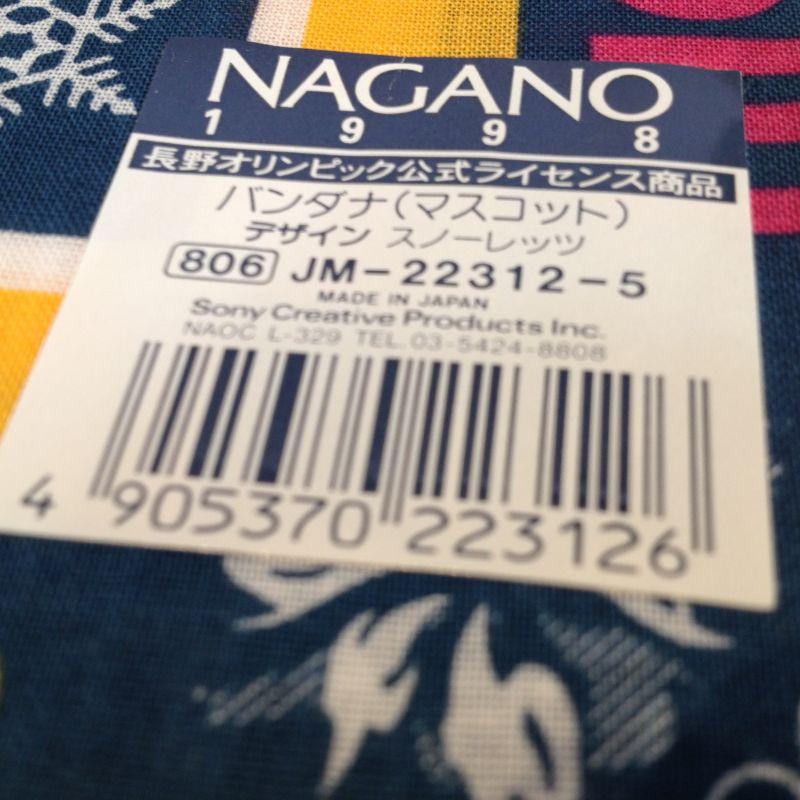 NAGANO
1998
長野オリンピック公式ライセンス商品
バンダナ(マスコット)
デザイン スノーレッツ
806 JM-22312-5
MADE IN JAPAN
Sony Creative Products Inc.
NAOC L-329 TEL.03-5424-8808
4 905370 223126